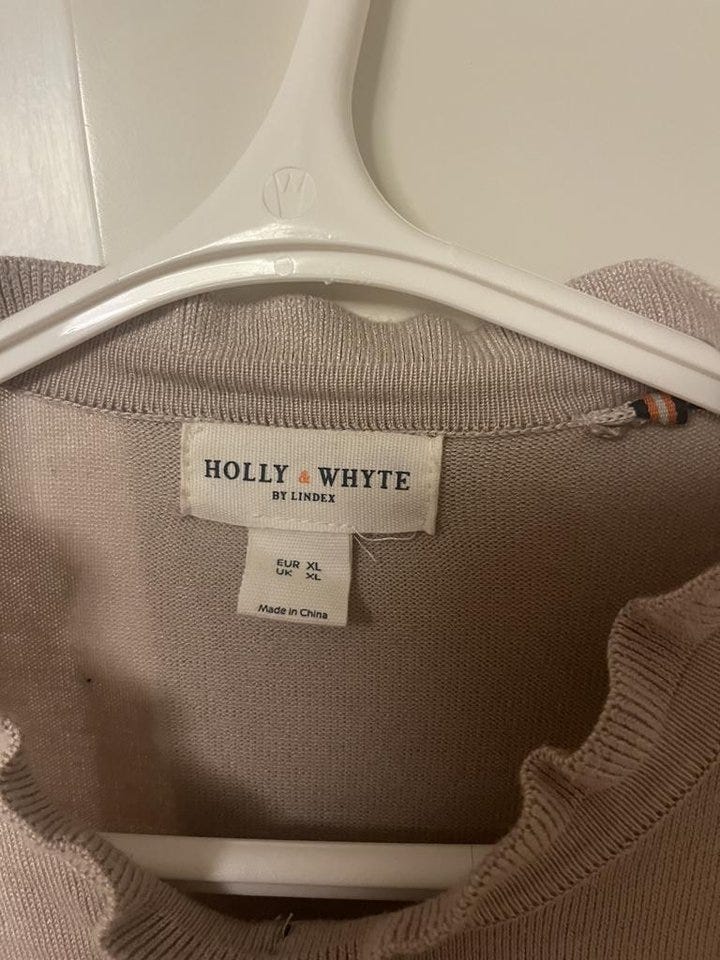 HOLLY & WHYTE
BY LINDEX
EUR XL
UK XL
Made in China